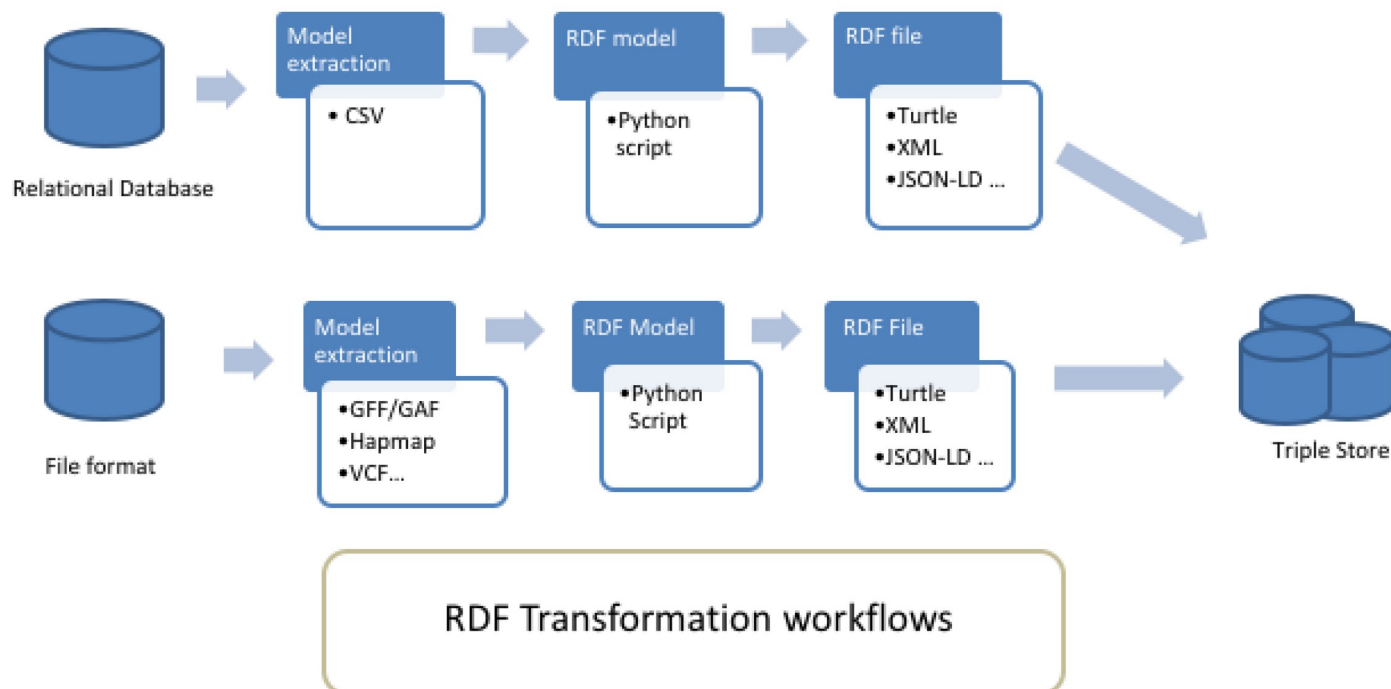 Model
extraction
• CSV
RDF model
•Python
script
RDF file
•Turtle
•XML
•JSON-LD ...
Relational Database
Model
extraction
•GFF/GAF
•Hapmap
•VCF...
RDF Model
•Python
Script
RDF File
•Turtle
•XML
•JSON-LD ...
File format
Triple Store
RDF Transformation workflows